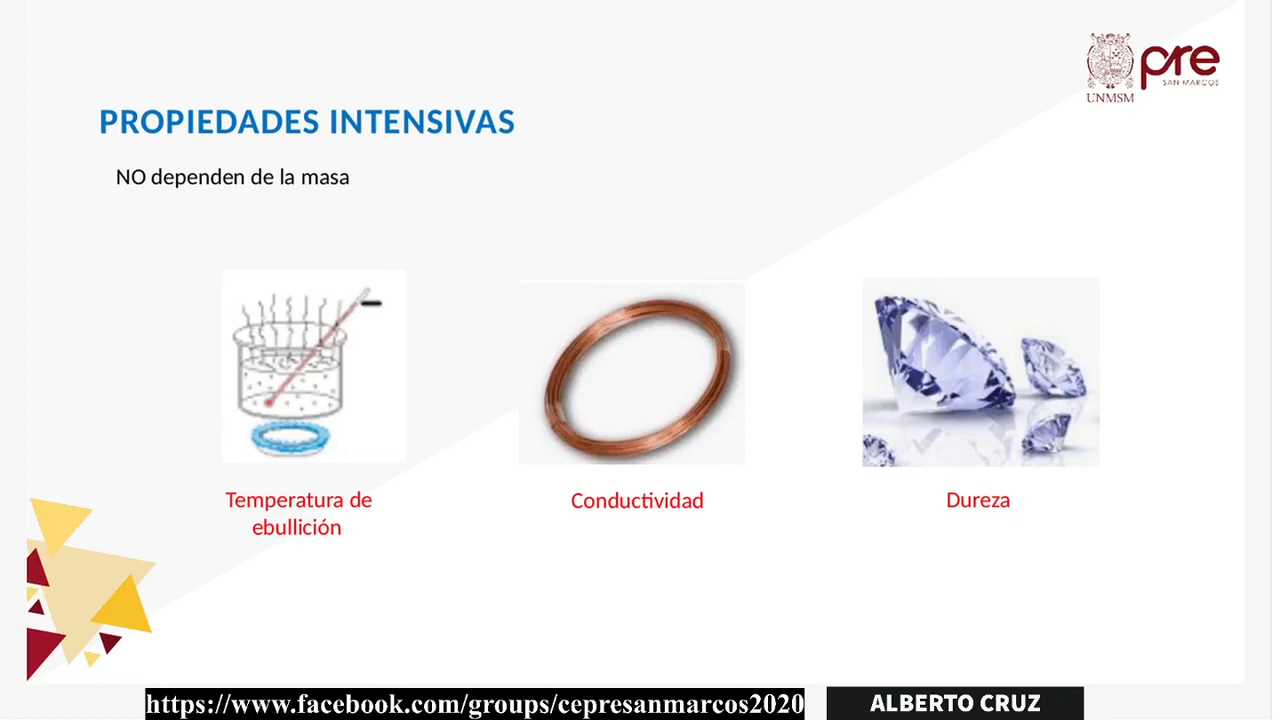 pre
SAN MARCOS
UNMSM
PROPIEDADES INTENSIVAS
NO dependen de la masa
Temperatura de
ebullición
Conductividad
Dureza
https://www.facebook.com/groups/cepresanmarcos2020
ALBERTO CRUZ